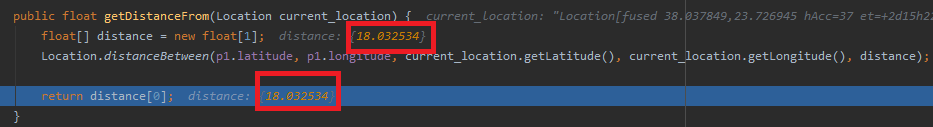 public float getDistanceFrom(Location current_location) { current_location: "Location[fused 38.037849,23.726945 hAcc=37 et=+2d15h22
float[] distance = new float[1]; distance: {18.032534}
Location.distanceBetween(p1.latitude, p1.longitude, current_location.getLatitude(), current_location.getLongitude(), distance);
return distance[0]; distance: {18.032534}
}